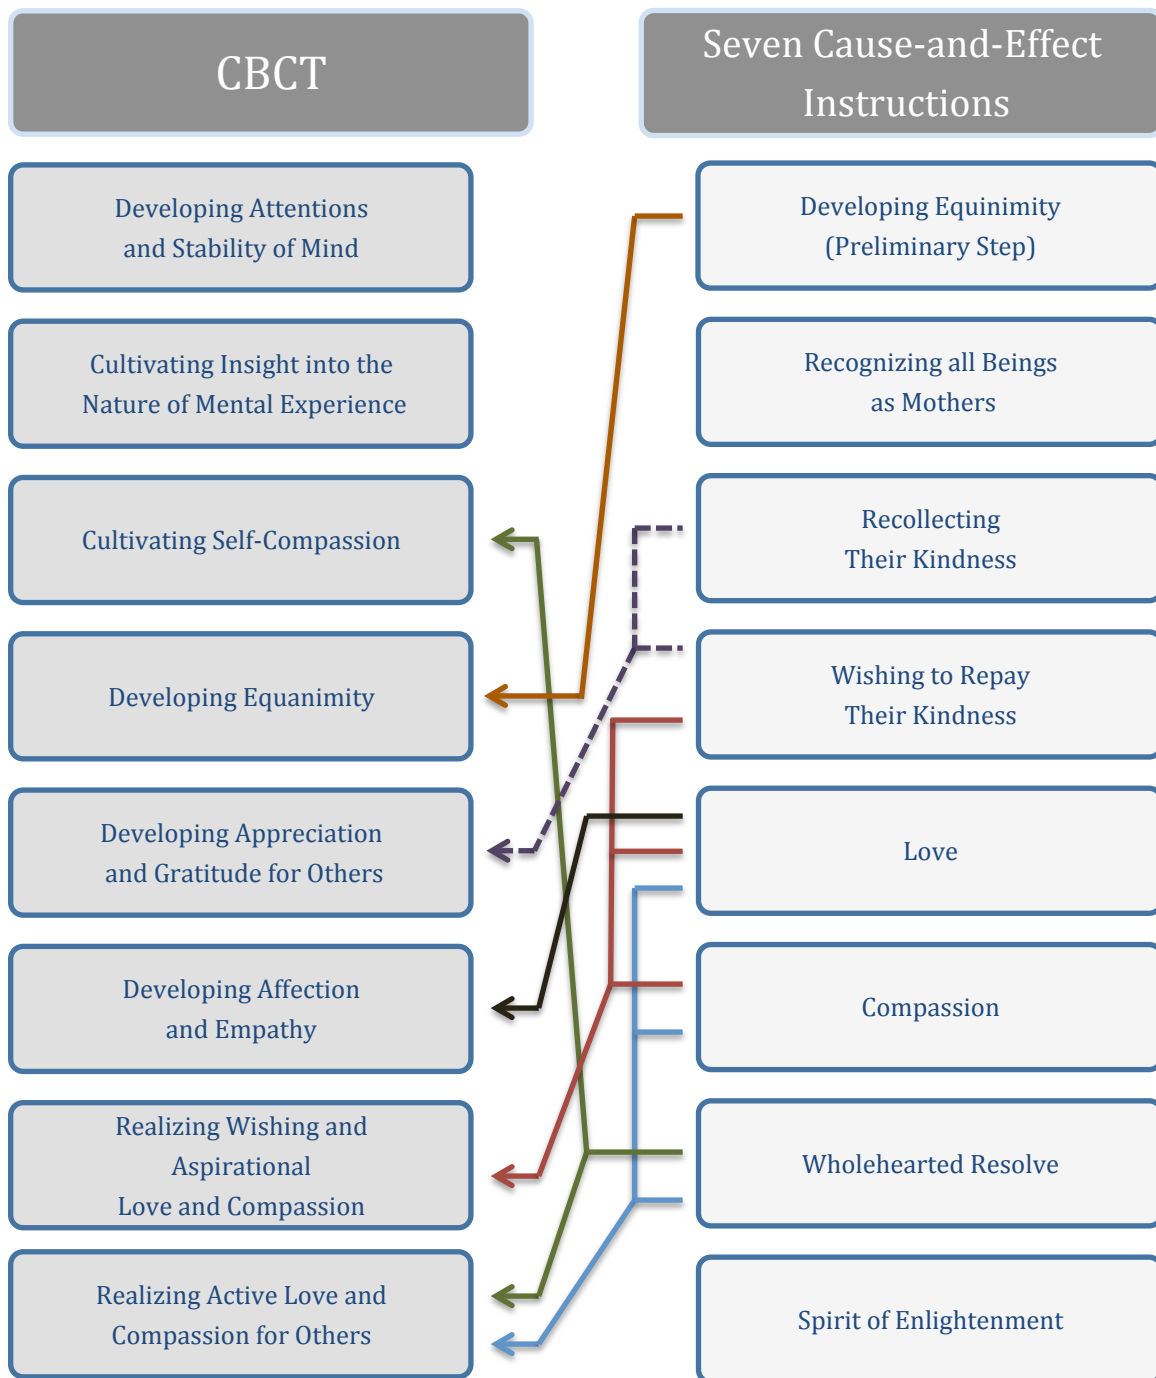 CBCT
Developing Attentions
and Stability of Mind
Cultivating Insight into the
Nature of Mental Experience
Cultivating Self-Compassion
Developing Equanimity
Developing Appreciation
and Gratitude for Others
Developing Affection
and Empathy
Realizing Wishing and
Aspirational
Love and Compassion
Realizing Active Love and
Compassion for Others
Seven Cause-and-Effect
Instructions
Developing Equinimity
(Preliminary Step)
Recognizing all Beings
as Mothers
Recollecting
Their Kindness
Wishing to Repay
Their Kindness
Love
Compassion
Wholehearted Resolve
Spirit of Enlightenment